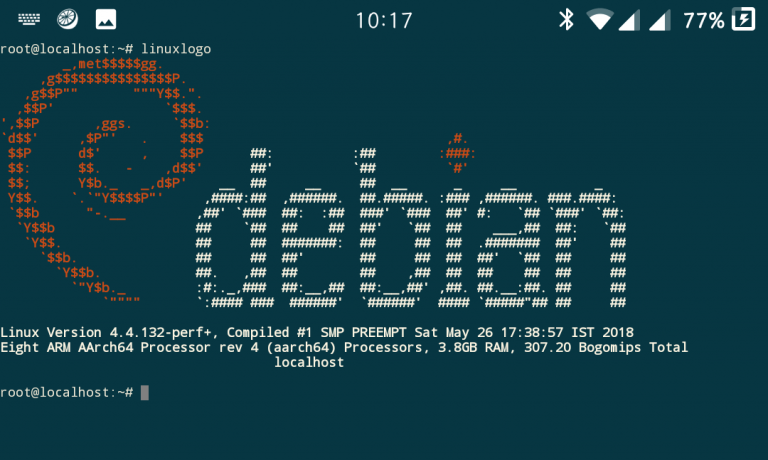 10:17
77%
root@localhost:~# linuxlogo
debian
Linux Version 4.4.132-perf+, Compiled #1 SMP PREEMPT Sat May 26 17:38:57 IST 2018
Eight ARM AArch64 Processor rev 4 (aarch64) Processors, 3.8GB RAM, 307.20 Bogomips Total
localhost
root@localhost:~#